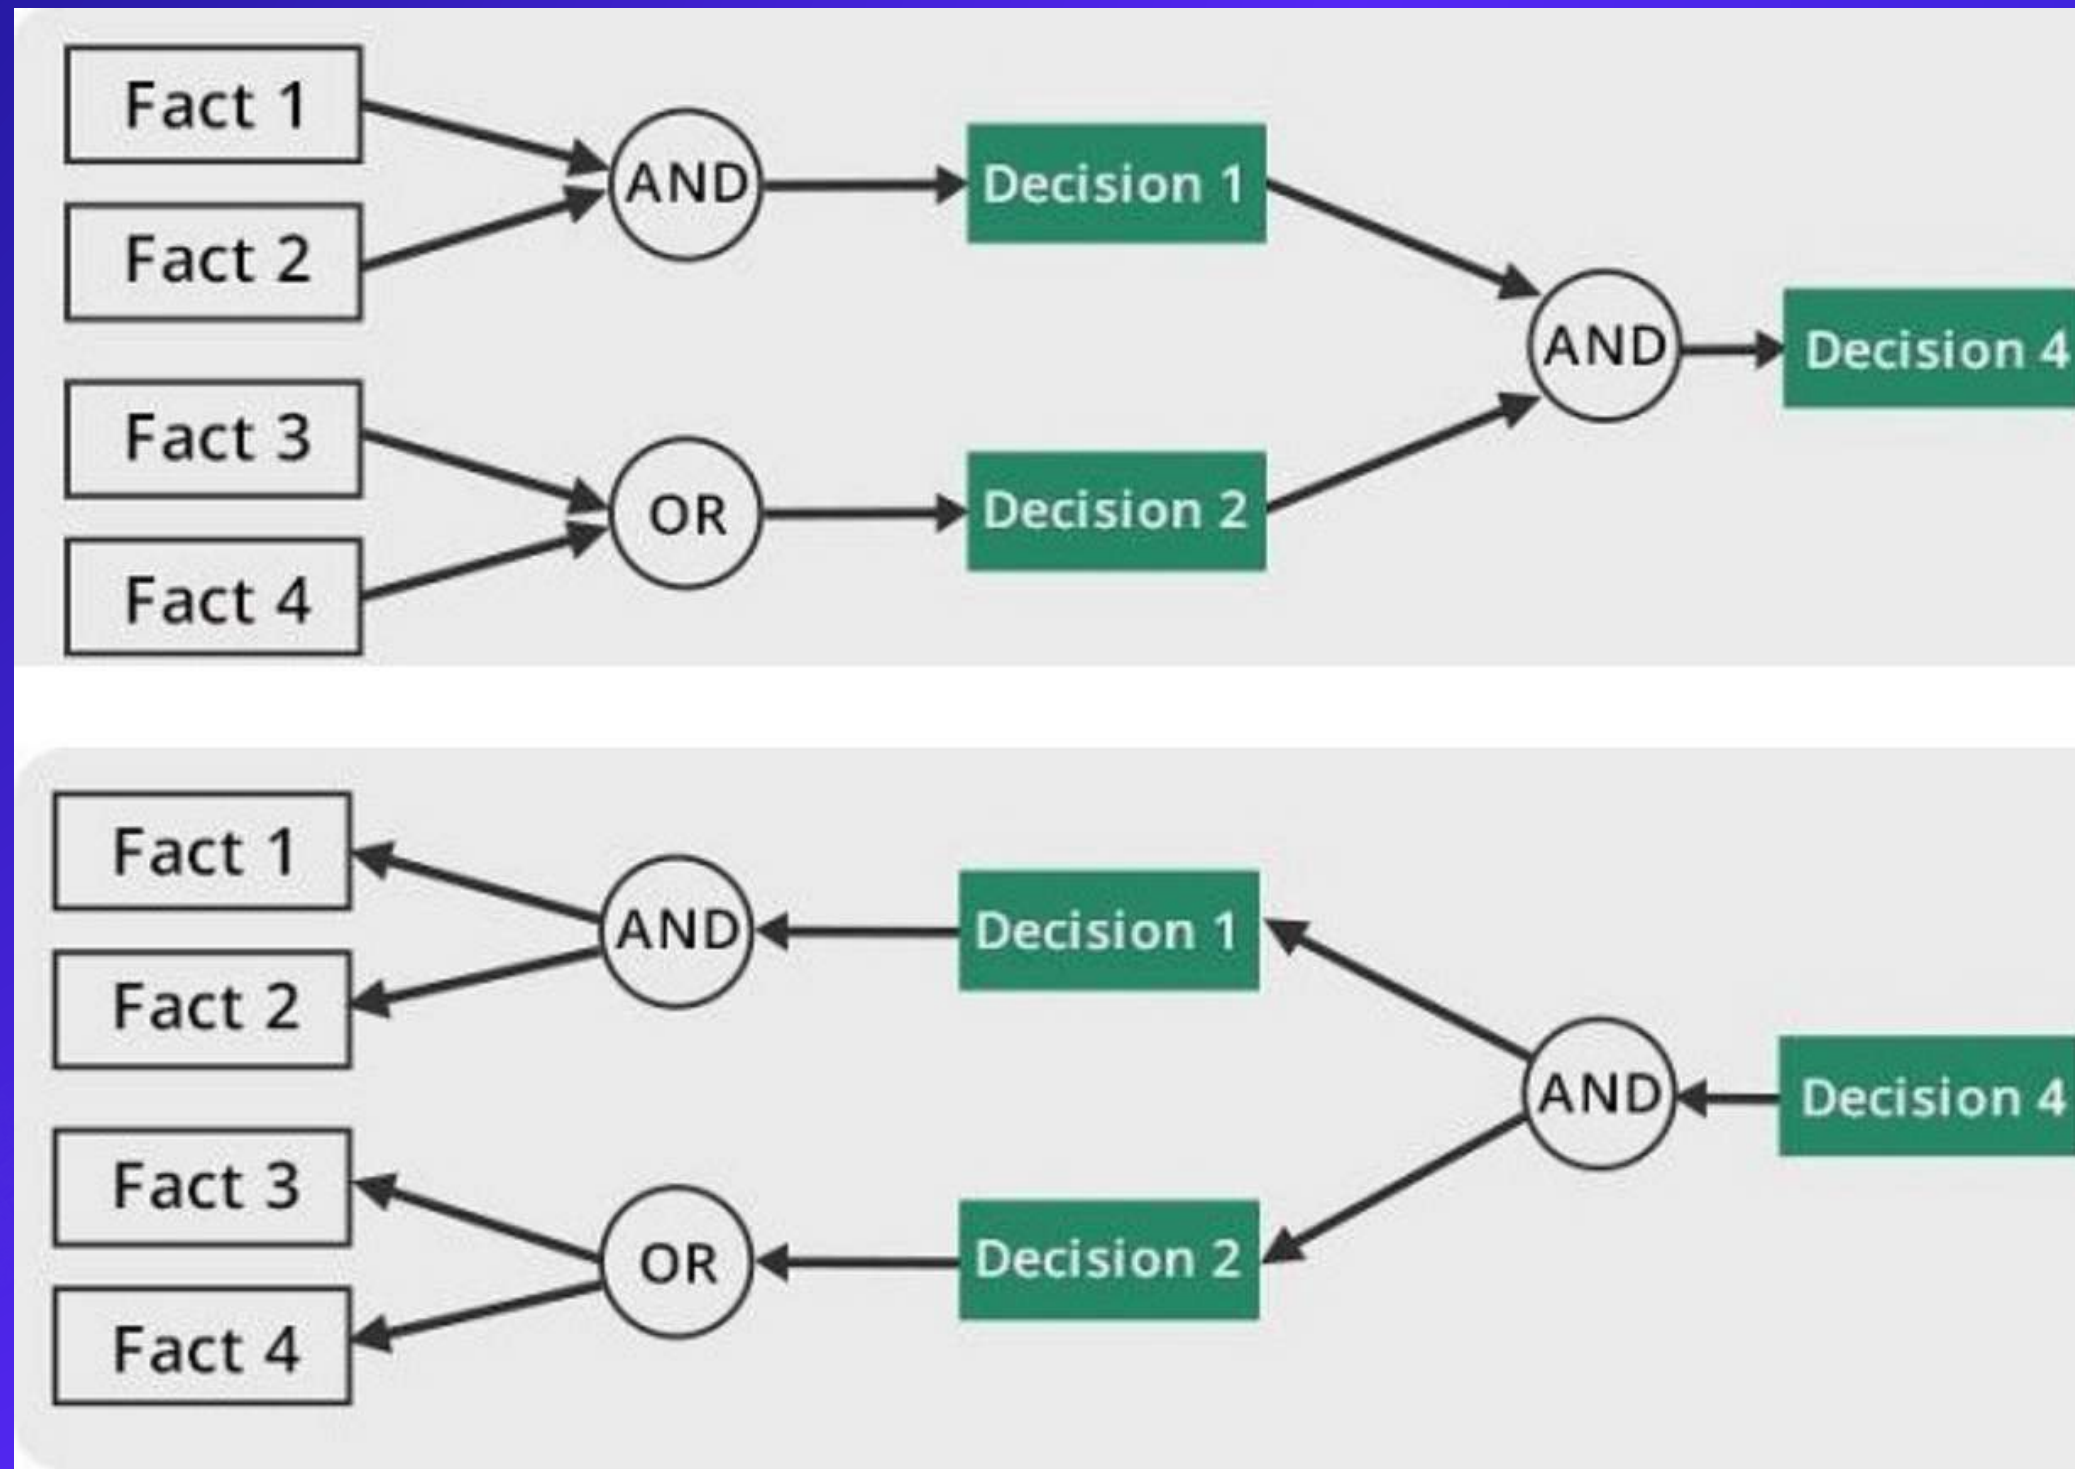 Fact 1
Fact 2
Fact 3
Fact 4
AND
OR
Decision 1
Decision 2
AND
Decision 4
Fact 1
Fact 2
Fact 3
Fact 4
AND
OR
Decision 1
Decision 2
AND
Decision 4